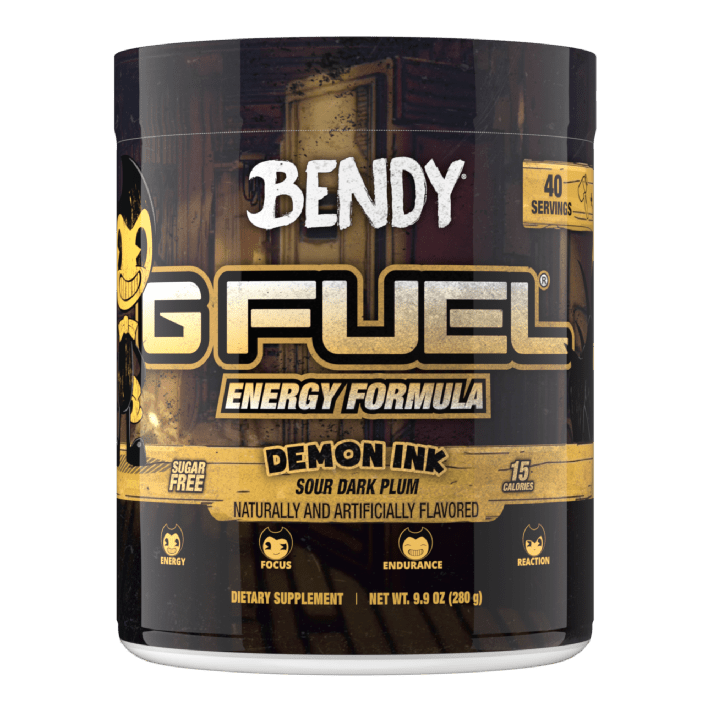 BENDY
40
SERVINGS
G FUEL®
ENERGY FORMULA
DEMON INK
SUGAR
FREE
SOUR DARK PLUM
15
CALORIES
NATURALLY AND ARTIFICIALLY FLAVORED
ENERGY
FOCUS
ENDURANCE
REACTION
DIETARY SUPPLEMENT | NET WT. 9.9 OZ (280 g)